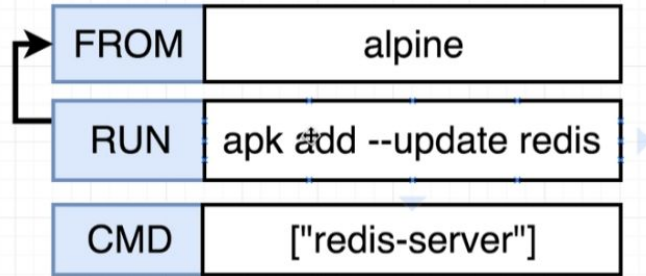 FROM alpine
RUN apk add --update redis
CMD ["redis-server"]